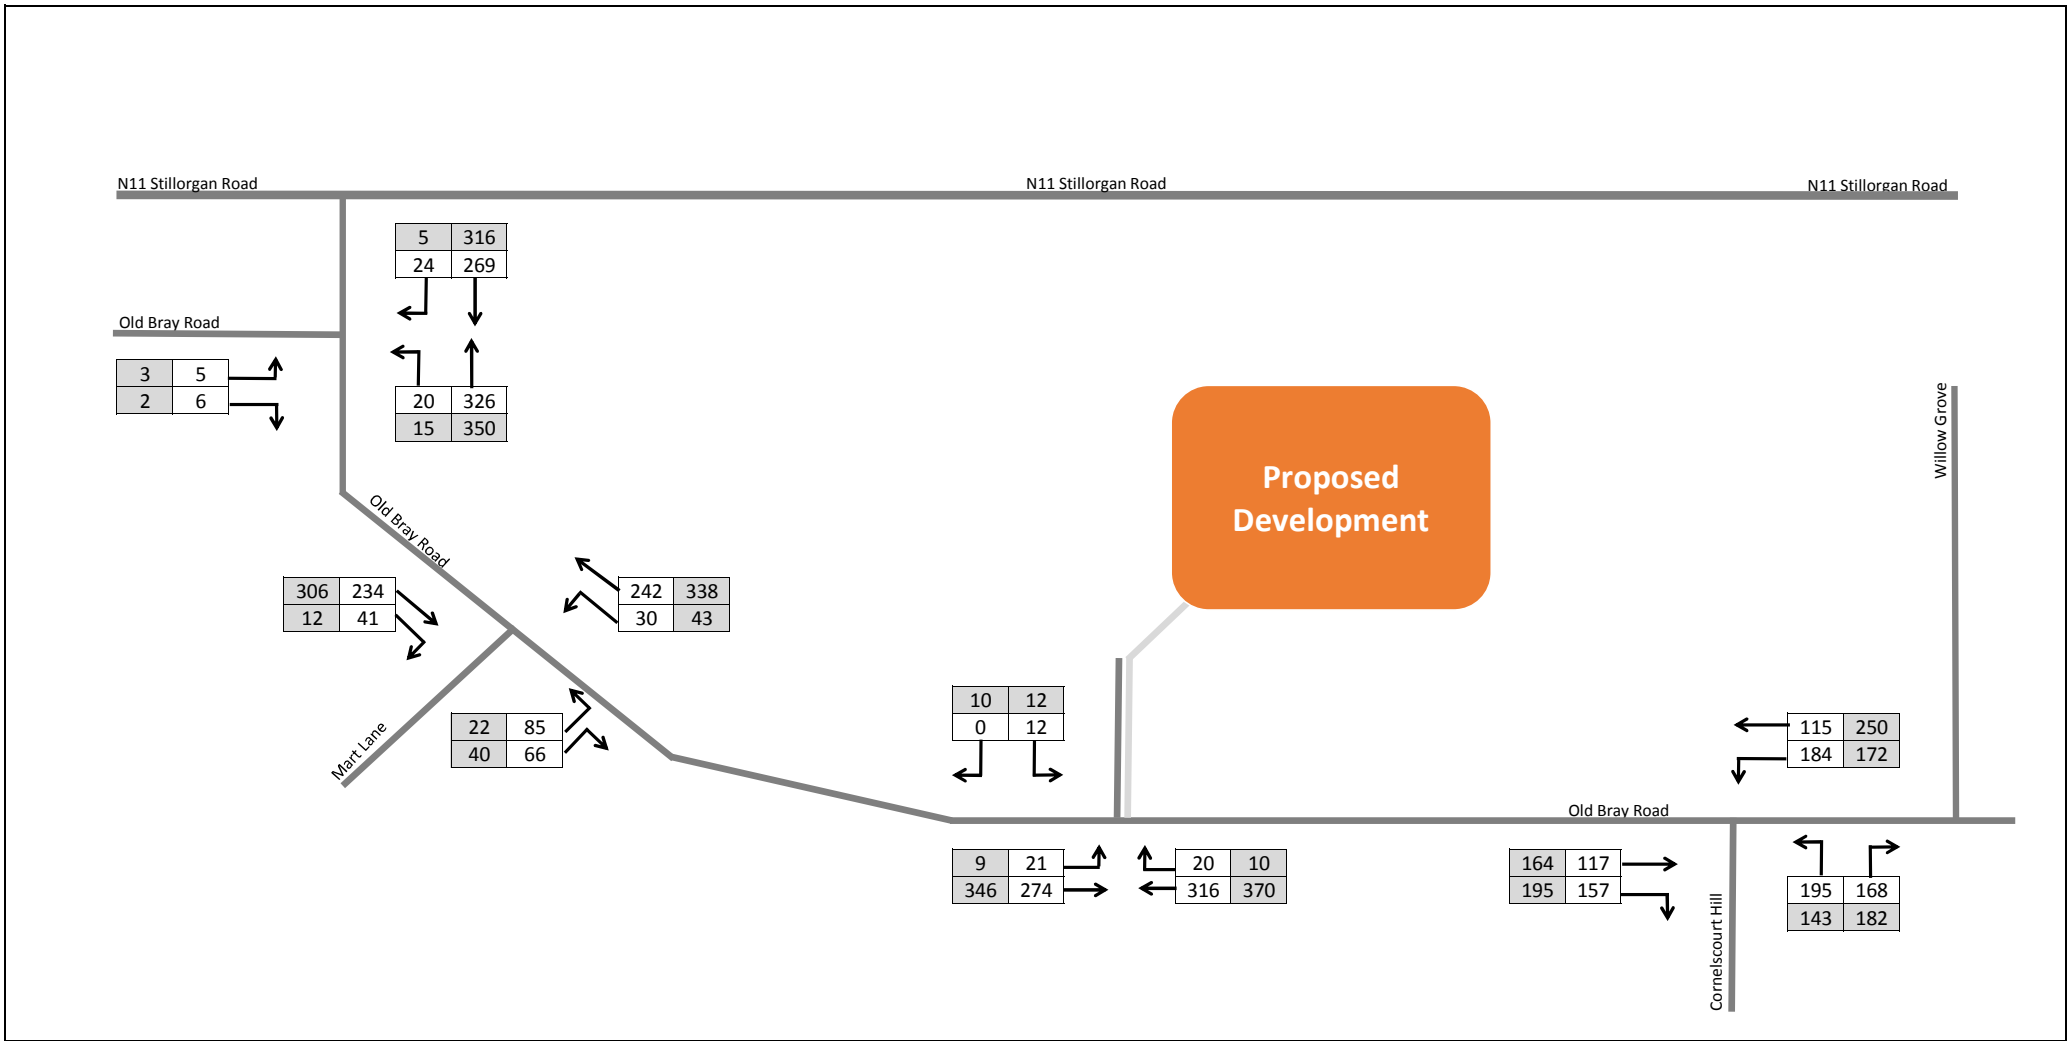 N11 Stillorgan Road N11 Stillorgan Road N11 Stillorgan Road
5 316
24 269
Old Bray Road
3 5
2 6
20 326
15 350
Willow Grove
Proposed
Development
Old Bray Road
306 234
12 41
242 338
30 43
22 85
40 66
Mart Lane
10 12
0 12
115 250
184 172
Old Bray Road
9 21
346 274
20 10
316 370
164 117
195 157
195 168
143 182
Cornelscourt Hill